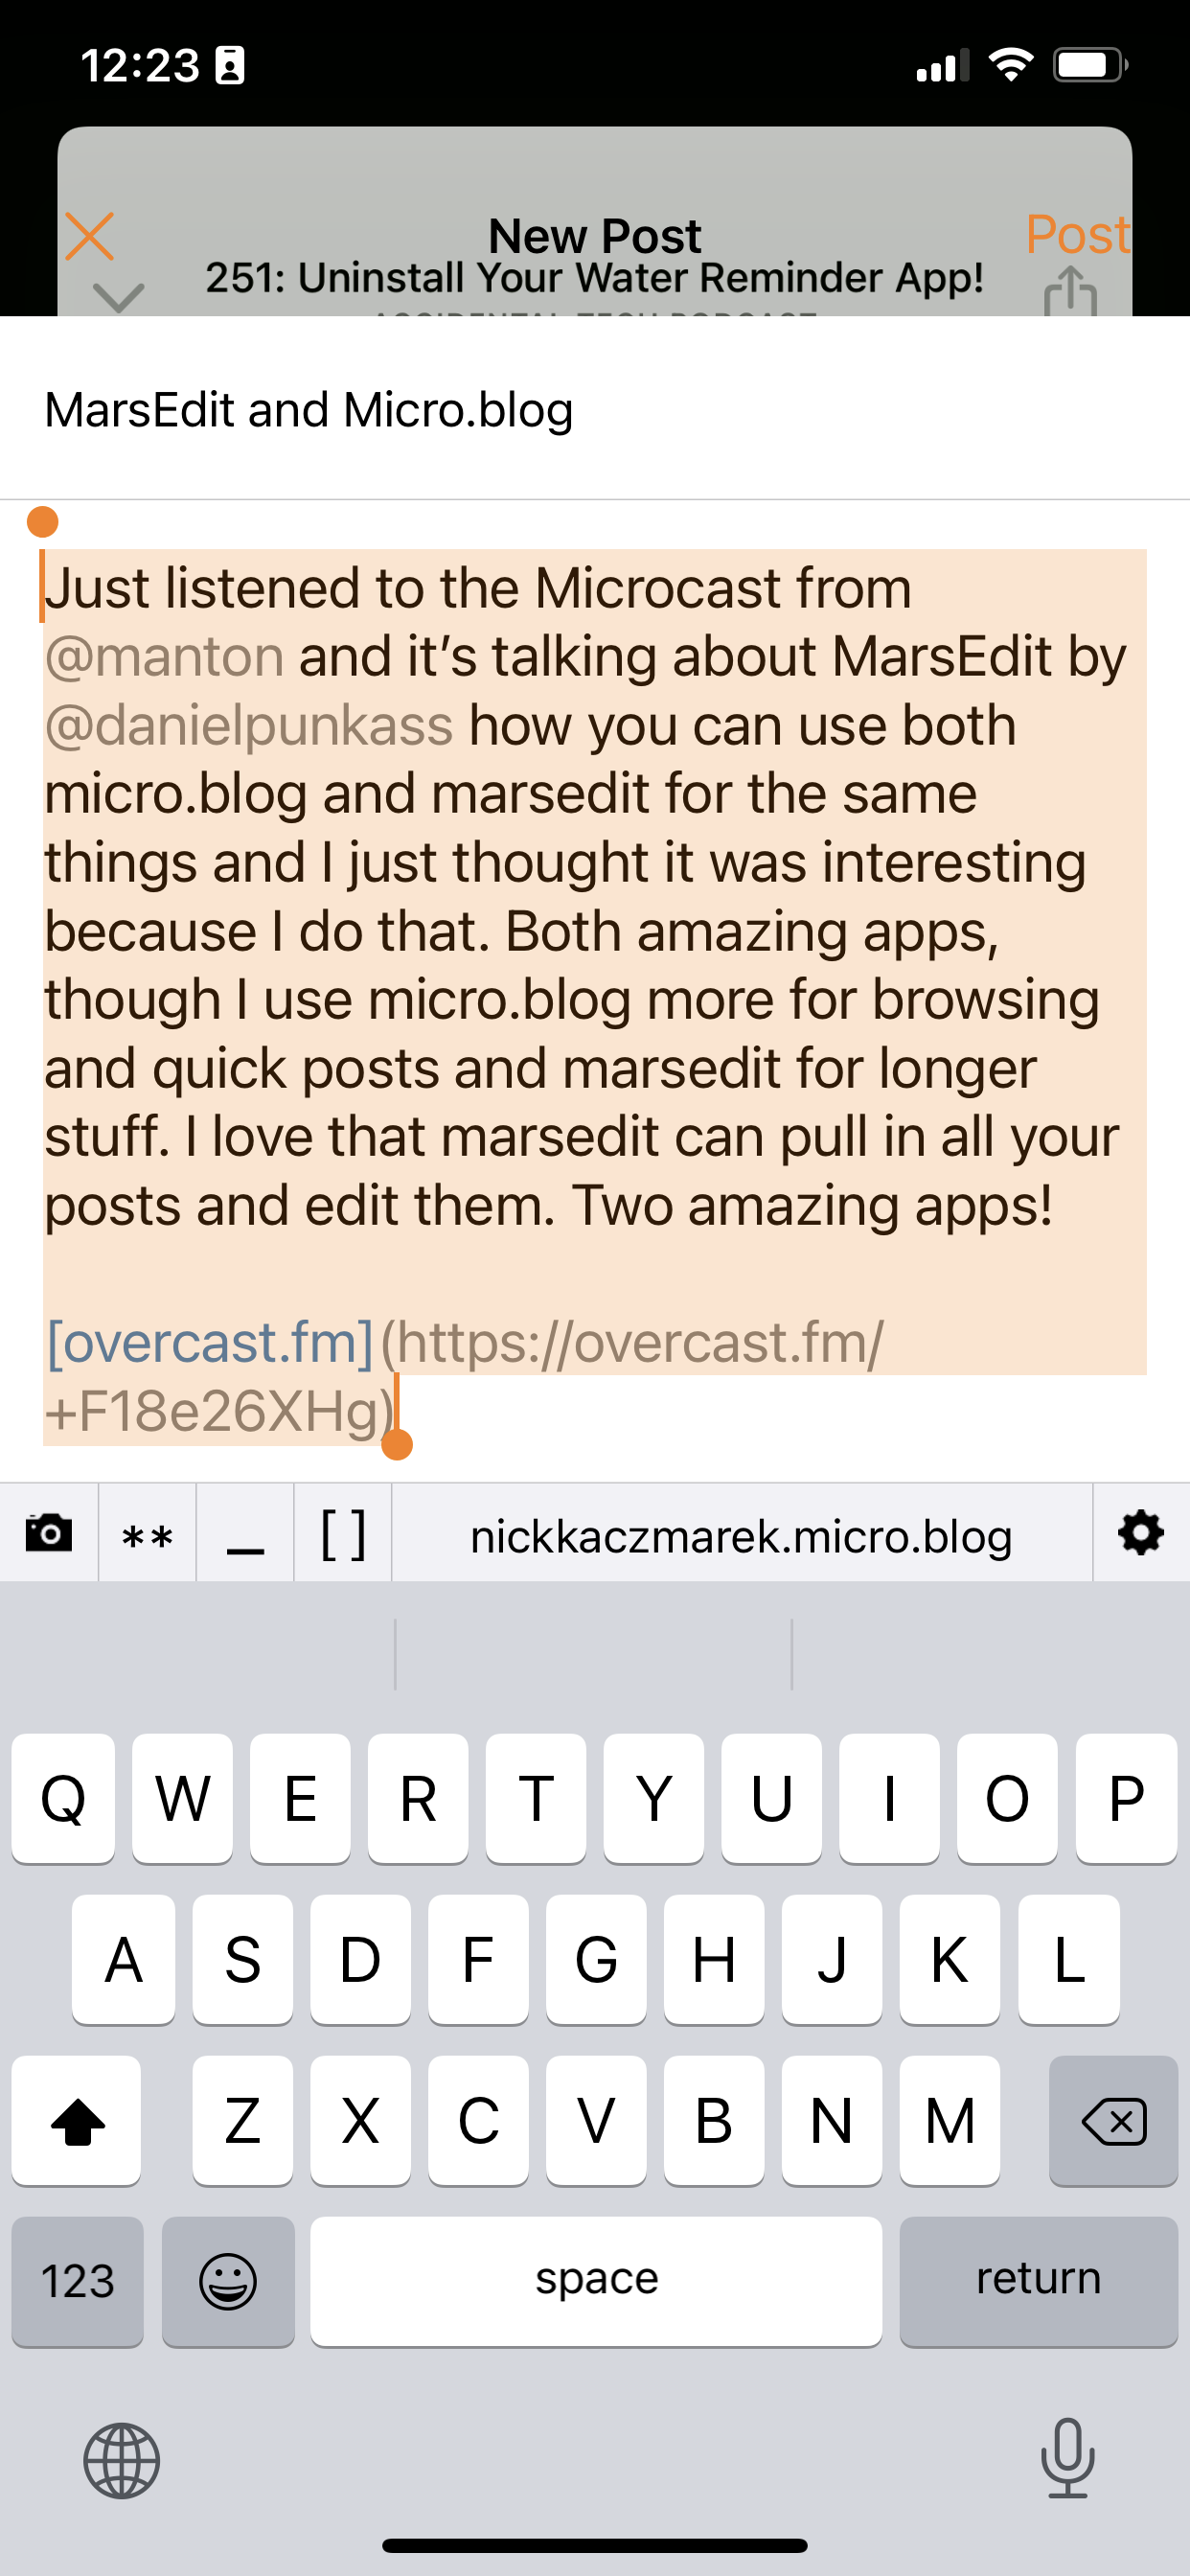 12:23
New Post
Post
251: Uninstall Your Water Reminder App!
ACCIDENTAL TECH PODCAST
MarsEdit and Micro.blog
Just listened to the Microcast from
@manton and it’s talking about MarsEdit by
@danielpunkass how you can use both
micro.blog and marsedit for the same
things and I just thought it was interesting
because I do that. Both amazing apps,
though I use micro.blog more for browsing
and quick posts and marsedit for longer
stuff. I love that marsedit can pull in all your
posts and edit them. Two amazing apps!
[overcast.fm](https://overcast.fm/
+F18e26XHg)
** _ [ ] nickkaczmarek.micro.blog
Q W E R T Y U I O P
A S D F G H J K L
Z X C V B N M
123 space return